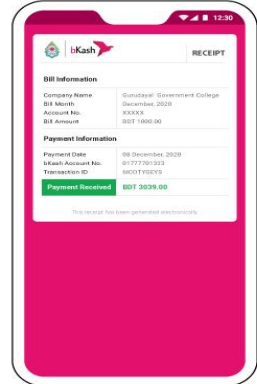 12:30
bKash
RECEIPT
Bill Information
Company Name Gurudayal Government College
Bill Month December, 2020
Account No. XXXXX
Bill Amount BDT 1000.00
Payment Information
Payment Date 08 December, 2020
bKash Account No. 01777701333
Transaction ID
Payment Received BDT 3039.00
This receipt has been generated electronically